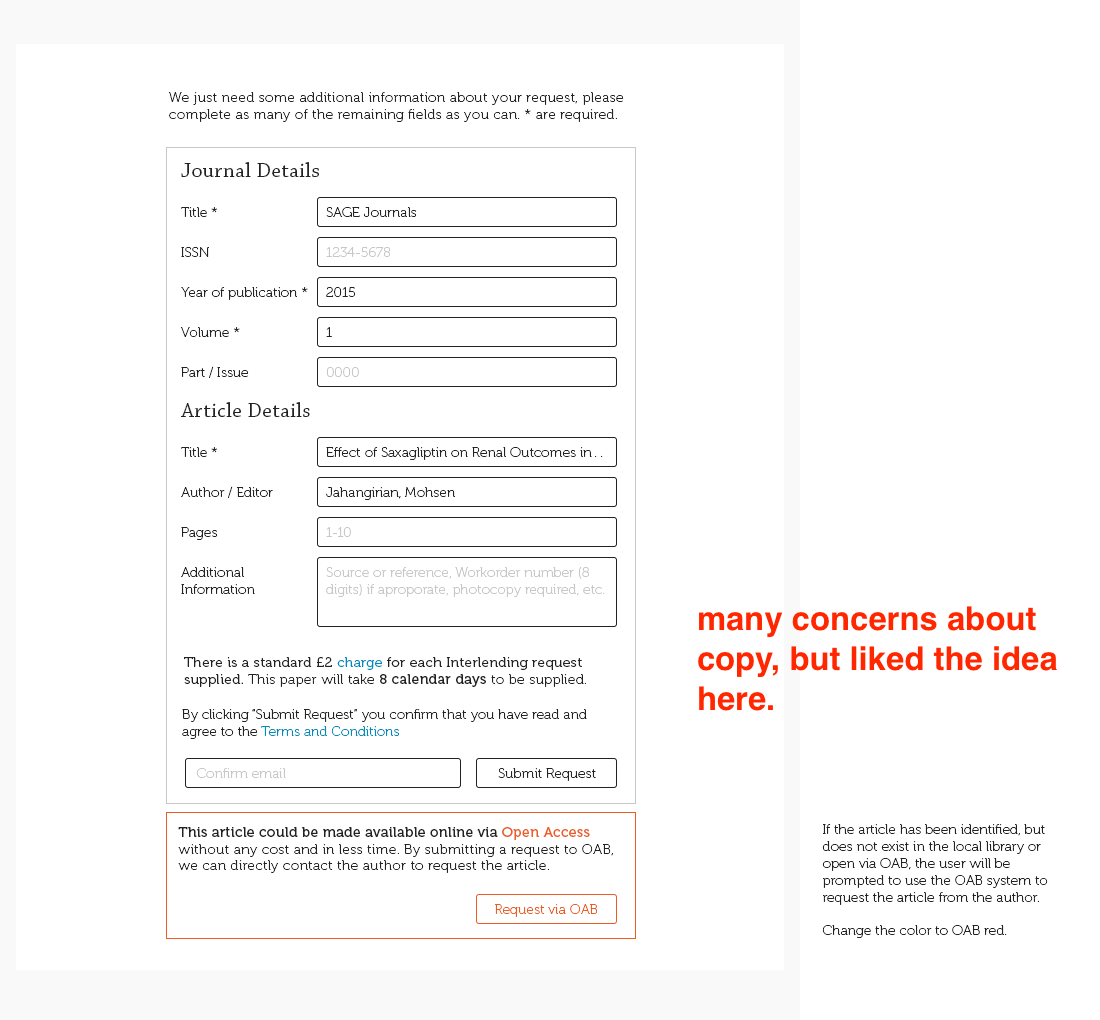 We just need some additional information about your request, please
complete as many of the remaining fields as you can. * are required.
Journal Details
Title *
SAGE Journals
ISSN
1234-5678
Year of publication *
2015
Volume *
1
Part / Issue
0000
Article Details
Title *
Effect of Saxagliptin on Renal Outcomes in . .
Author / Editor
Jahangirian, Mohsen
Pages
1-10
Additional
Information
Source or reference, Workorder number (8
digits) if aproporate, photocopy required, etc.
There is a standard £2 charge for each Interlending request
supplied. This paper will take 8 calendar days to be supplied.
By clicking "Submit Request" you confirm that you have read and
agree to the Terms and Conditions
Confirm email
Submit Request
This article could be made available online via Open Access
without any cost and in less time. By submitting a request to OAB,
we can directly contact the author to request the article.
Request via OAB
many concerns about
copy, but liked the idea
here.
If the article has been identified, but
does not exist in the local library or
open via OAB, the user will be
prompted to use the OAB system to
request the article from the author.
Change the color to OAB red.